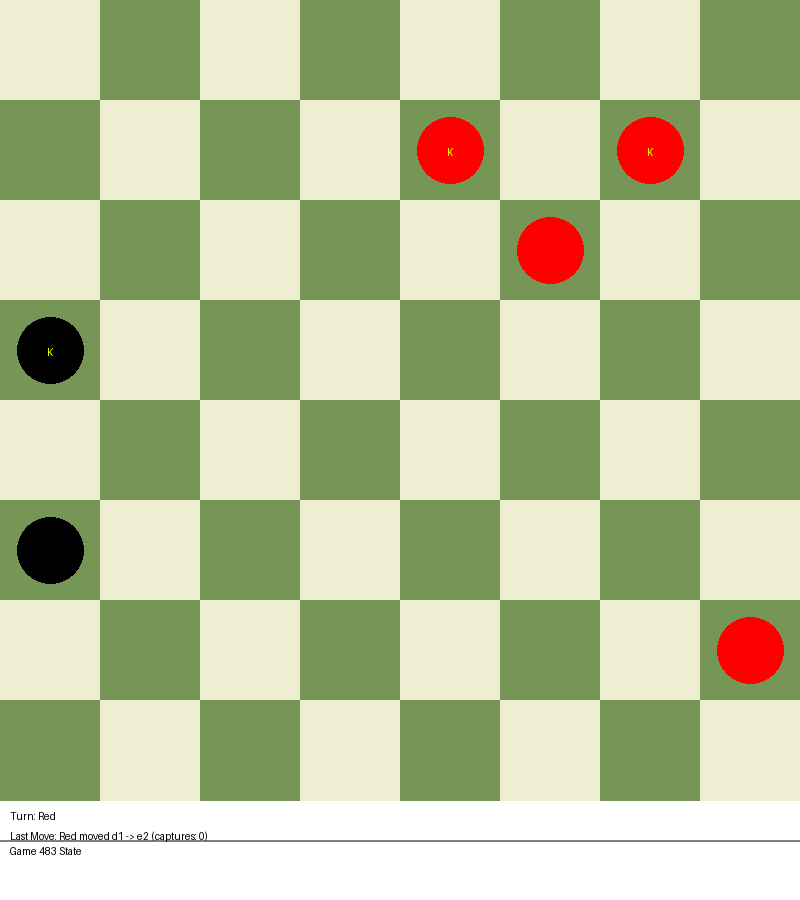 K K
K
Turn: Red
Last Move: Red moved d1 -> e2 (captures: 0)
Game 483 State